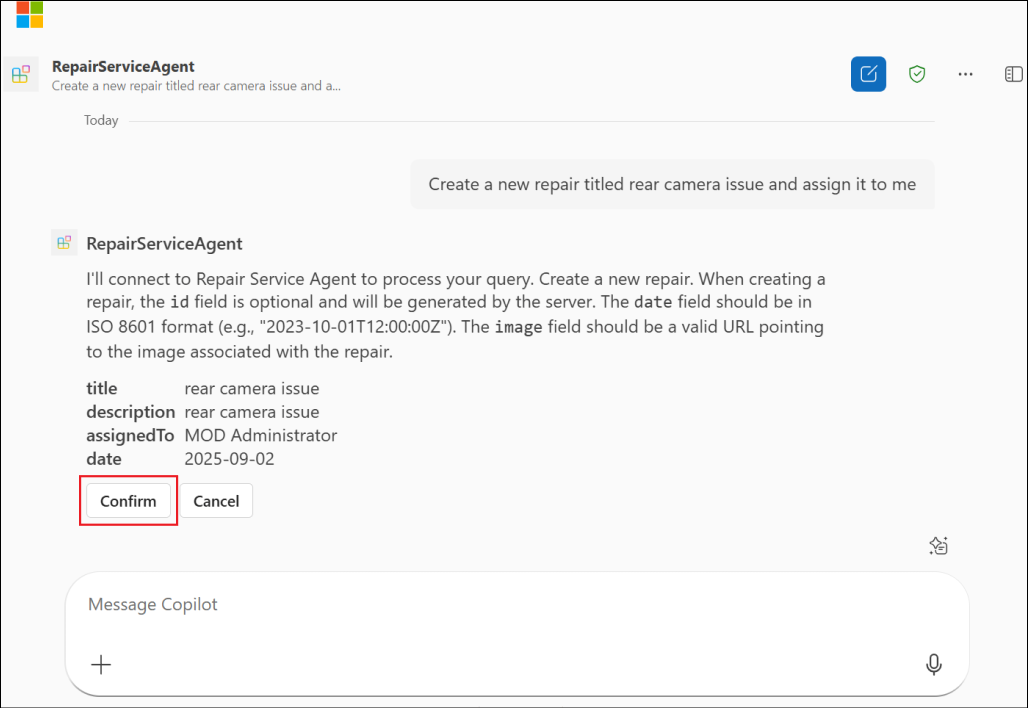 RepairServiceAgent
Create a new repair titled rear camera issue and a...
Today
Create a new repair titled rear camera issue and assign it to me
RepairServiceAgent
I'll connect to Repair Service Agent to process your query. Create a new repair. When creating a
repair, the id field is optional and will be generated by the server. The date field should be in
ISO 8601 format (e.g., "2023-10-01T12:00:00Z"). The image field should be a valid URL pointing
to the image associated with the repair.
title rear camera issue
description rear camera issue
assignedTo MOD Administrator
date 2025-09-02
Confirm Cancel
Message Copilot